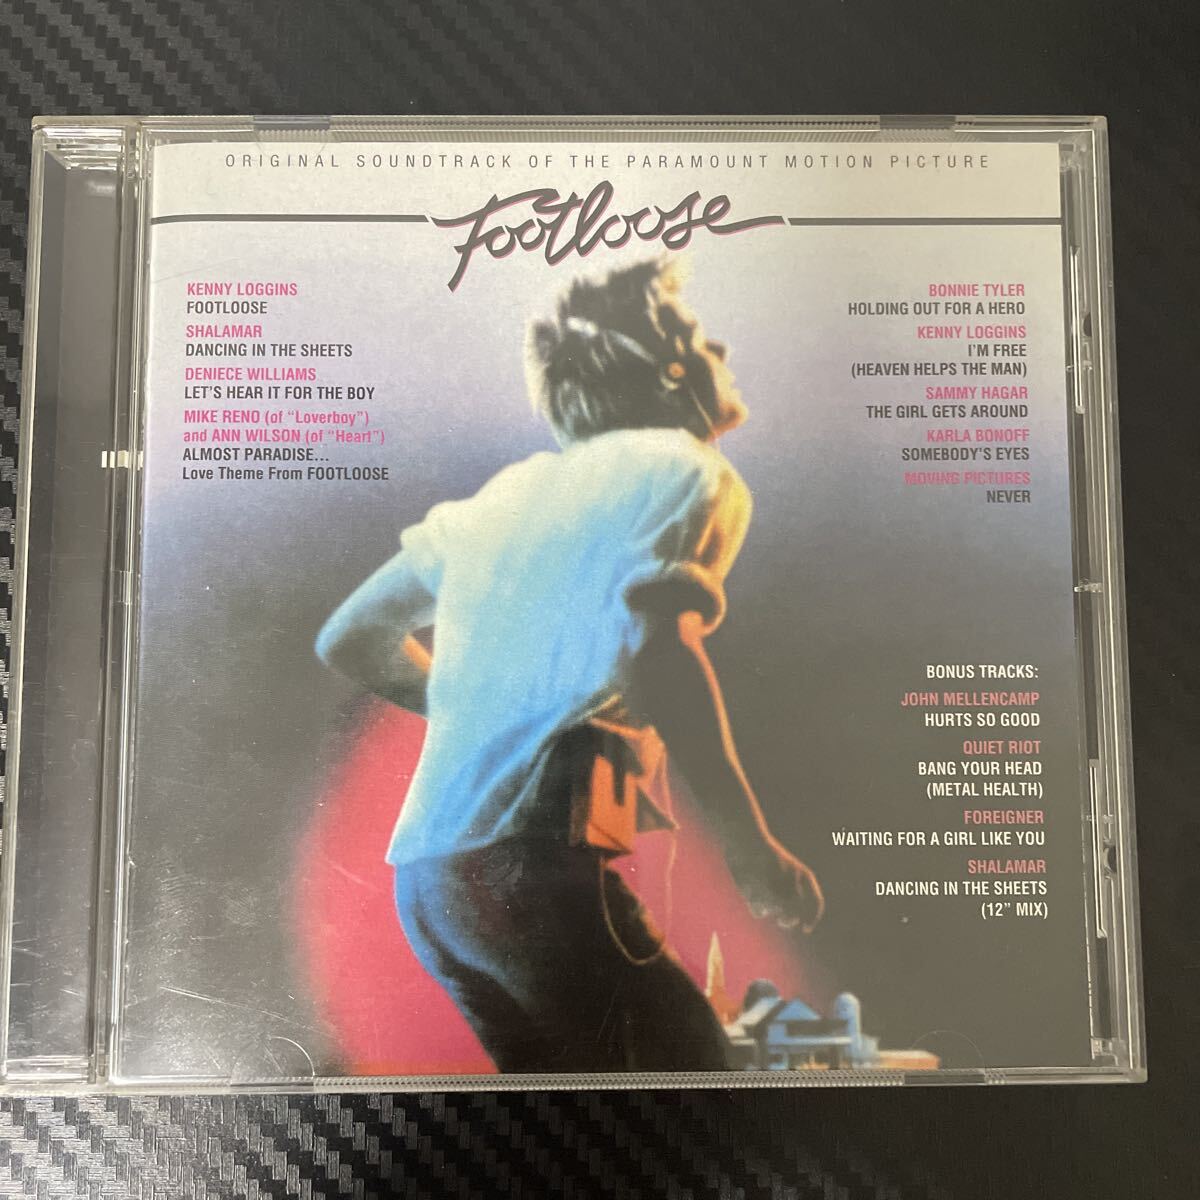 ORIGINAL SOUNDTRACK OF THE PARAMOUNT MOTION PICTURE
Footloose
KENNY LOGGINS
FOOTLOOSE
SHALAMAR
DANCING IN THE SHEETS
DENIECE WILLIAMS
LET'S HEAR IT FOR THE BOY
MIKE RENO (of "Loverboy")
and ANN WILSON (of "Heart")
ALMOST PARADISE...
Love Theme From FOOTLOOSE
BONNIE TYLER
HOLDING OUT FOR A HERO
KENNY LOGGINS
I'M FREE
(HEAVEN HELPS THE MAN)
SAMMY HAGAR
THE GIRL GETS AROUND
KARLA BONOFF
SOMEBODY'S EYES
MOVING PICTURES
NEVER
BONUS TRACKS:
JOHN MELLENCAMP
HURTS SO GOOD
QUIET RIOT
BANG YOUR HEAD
(METAL HEALTH)
FOREIGNER
WAITING FOR A GIRL LIKE YOU
SHALAMAR
DANCING IN THE SHEETS
(12" MIX)